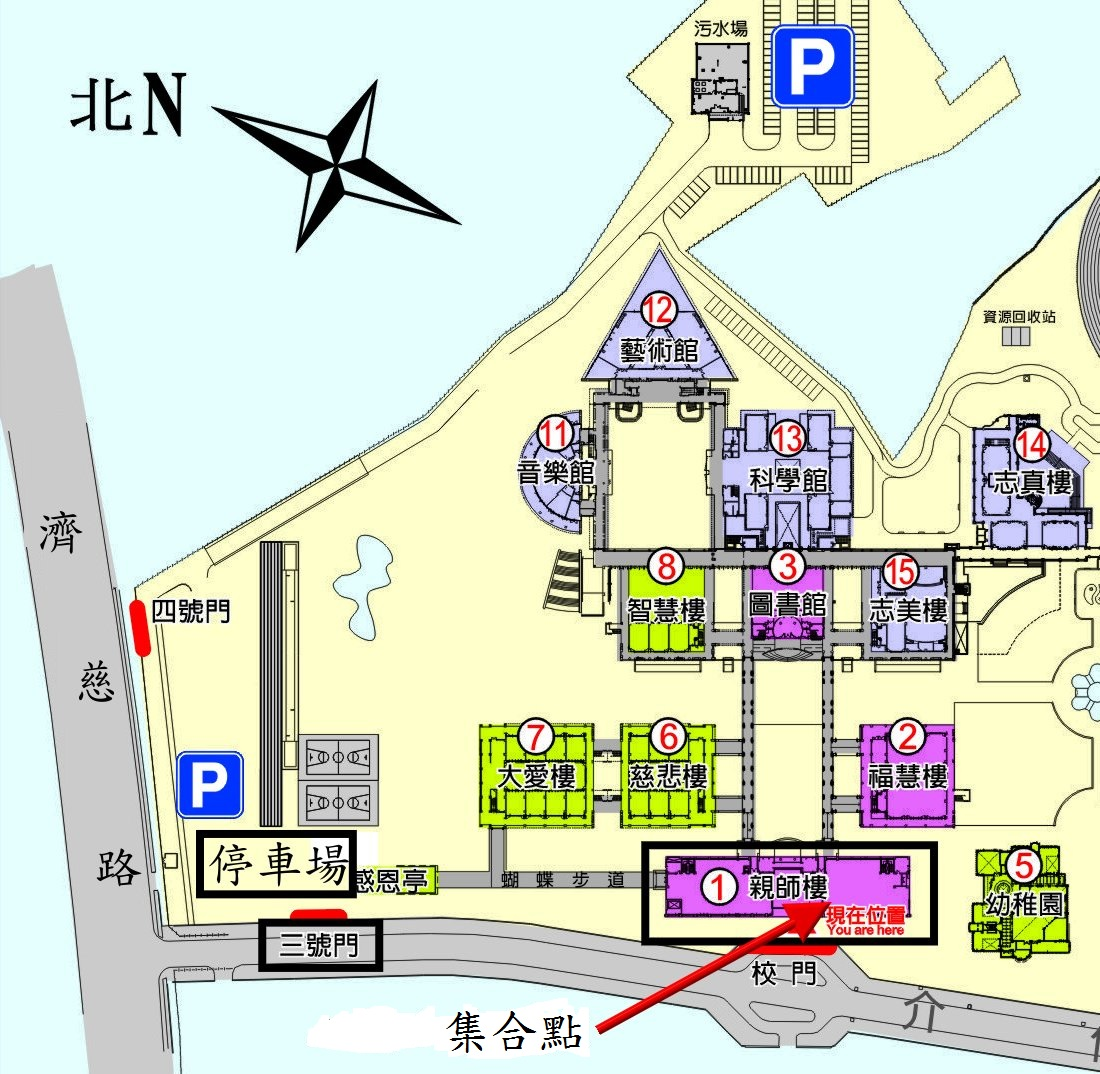 污水場
P
北N
12
藝術館
資源回收站
11
音樂館
13
科學館
14
志真樓
濟慈路
8
智慧樓
3
圖書館
15
志美樓
四號門
7
大愛樓
6
慈悲樓
2
福慧樓
P
停車場
感恩亭
蝴蝶步道
1
親師樓
現在位置
You are here
5
幼稚園
三號門
校門
集合點
介